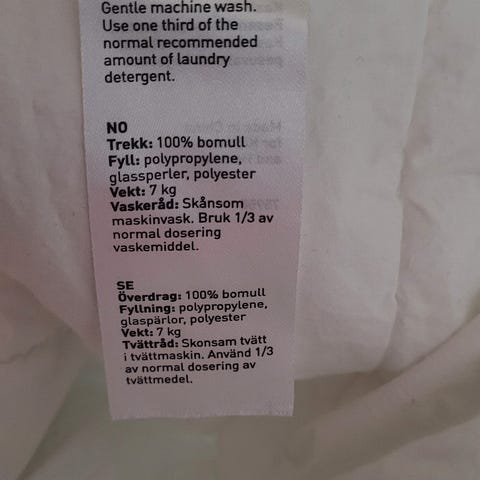 Gentle machine wash.
Use one third of the
normal recommended
amount of laundry
detergent.
NO
Trekk: 100% bomull
Fyll: polypropylene,
glassperler, polyester
Vekt: 7 kg
Vaskeråd: Skånsom
maskinvask. Bruk 1/3 av
normal dosering
vaskemiddel.
SE
Överdrag: 100% bomull
Fyllning: polypropylene,
glaspärlor, polyester
Vekt: 7 kg
Tvättråd: Skonsam tvätt
i tvättmaskin. Använd 1/3
av normal dosering av
tvättmedel.